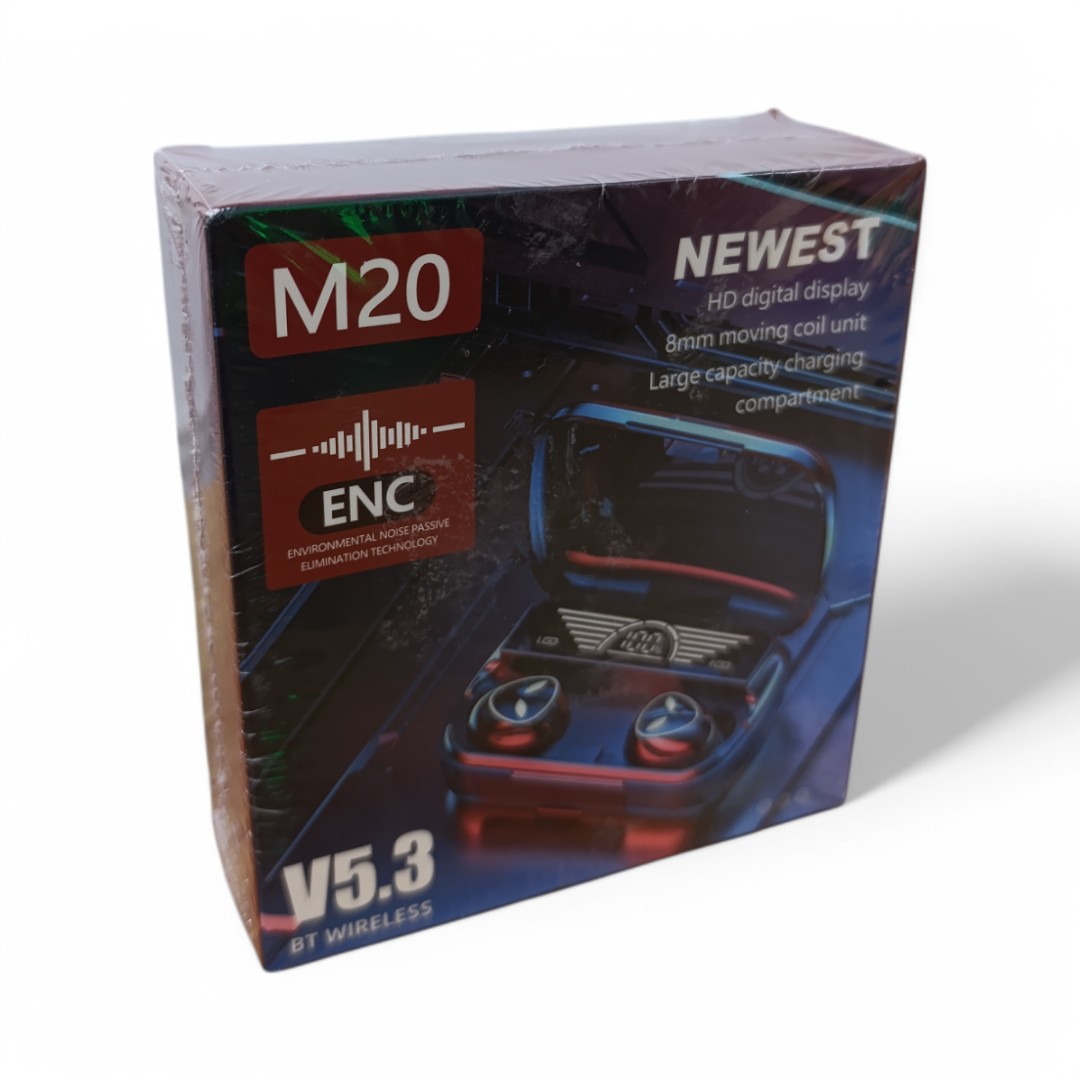 M20
NEWEST
HD digital display
8mm moving coil unit
Large capacity charging
compartment
ENC
ENVIRONMENTAL NOISE PASSIVE
ELIMINATION TECHNOLOGY
100
V5.3
BT WIRELESS